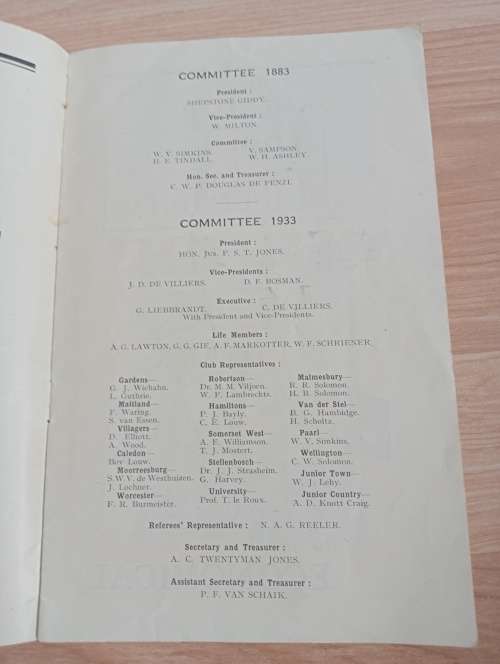 COMMITTEE 1883
President :
SHEPSTONE GIDDY.
Vice-President :
W. MILTON.
Committee :
W. V. SIMKINS. V. SAMPSON.
B. E. TINDALL. W. H. ASHLEY.
Hon. Sec. and Treasurer :
C. W. P. DOUGLAS DE FENZI.
COMMITTEE 1933
President :
HON. JUS. P. S. T. JONES.
Vice-Presidents :
J. D. DE VILLIERS. D. F. BOSMAN.
Executive :
G. LIEBBRANDT. C. DE VILLIERS.
With President and Vice-Presidents.
Life Members :
A. G. LAWTON, G. G. GIE, A. F. MARKOTTER, W. F. SCHRIENER
Club Representatives :
Gardens—
G. J. Wiehahn.
L. Guthrie.
Maitland—
F. Waring.
S. van Essen.
Villagers—
D. Elliott.
A. Wood.
Caledon—
Boy Louw.
Moorreesburg—
S.W.V. de Westhuizen.
J. Lochner.
Worcester—
F. R. Burmeister.
Robertson—
Dr. M. M. Viljoen.
W. F. Lambrechts.
Hamiltons—
P. J. Bayly.
C. E. Louw.
Somerset West—
A. E. Williamson.
T. J. Mostert.
Stellenbosch—
Dr. J. J. Strasheim.
G. Harvey.
University—
Prof. T. le Roux.
Malmesbury—
R. R. Solomon.
H. B. Solomon.
Van der Stel—
B. G. Hambidge.
H. Scholtz.
Paarl—
W. V. Simkins.
Wellington—
C. W. Solomon.
Junior Town—
W. J. Lehy.
Junior Country—
A. D. Knott Craig.
Referees' Representative : N. A. G. REELER.
Secretary and Treasurer :
A. C. TWENTYMAN JONES.
Assistant Secretary and Treasurer :
P. F. VAN SCHAIK.